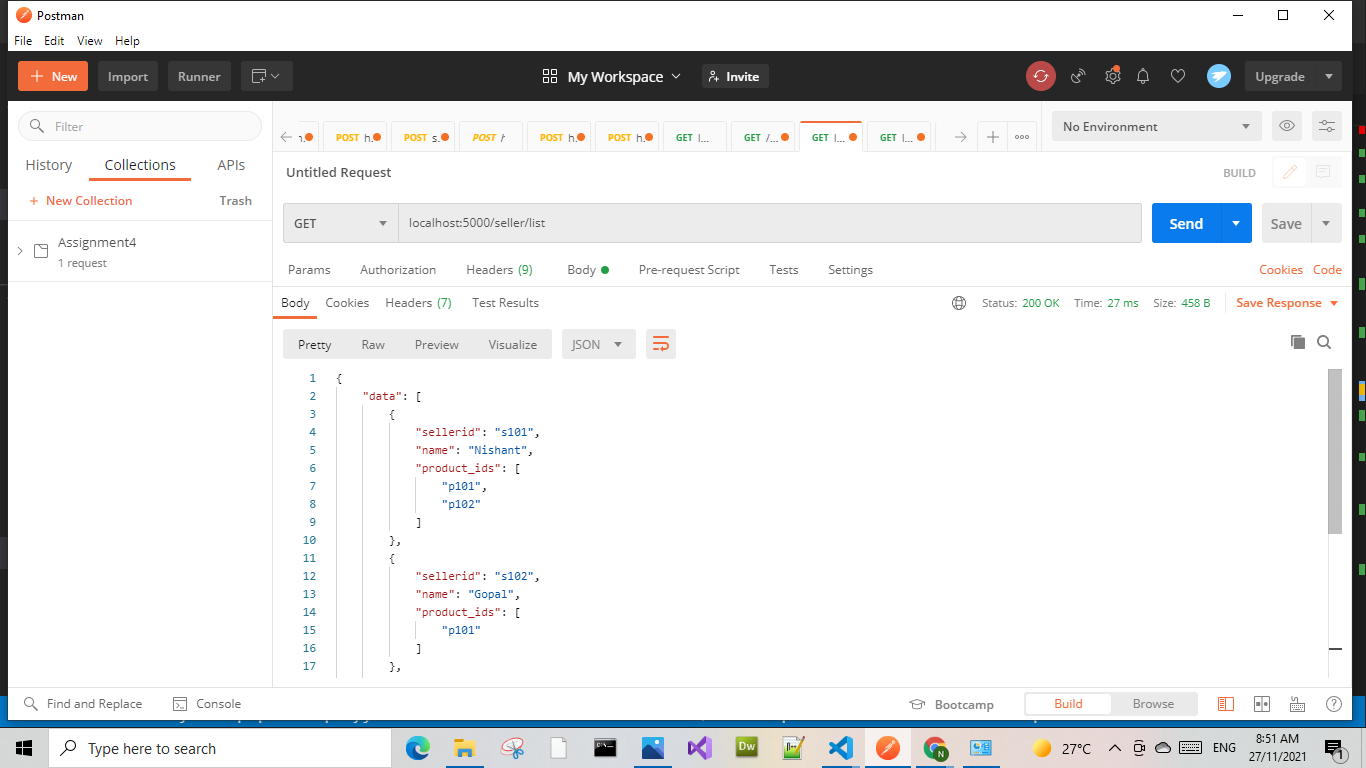 Postman
File Edit View Help
New Import Runner My Workspace Invite Upgrade
Filter
History Collections APIs
New Collection Trash
Assignment4
1 request
POST h. POST s. POST POST h. POST h. GET l... GET /... GET l... GET l...
No Environment
Untitled Request BUILD
GET localhost:5000/seller/list Send Save
Params Authorization Headers (9) Body Pre-request Script Tests Settings Cookies Code
Body Cookies Headers (7) Test Results Status: 200 OK Time: 27 ms Size: 458 B Save Response
Pretty Raw Preview Visualize JSON
1 {
2 "data": [
3 {
4 "sellerid": "s101",
5 "name": "Nishant",
6 "product_ids": [
7 "p101",
8 "p102"
9 ]
10 },
11 {
12 "sellerid": "s102",
13 "name": "Gopal",
14 "product_ids": [
15 "p101"
16 ]
17 },
Find and Replace Console Bootcamp Build Browse
Type here to search Dw N 27°C ENG 8:51 AM
27/11/2021 1